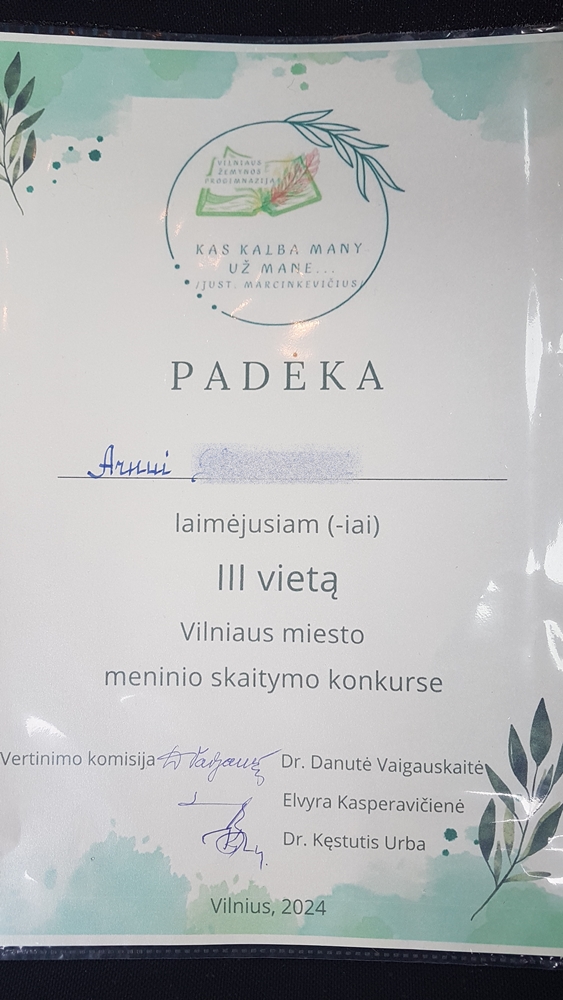 VILNIAUS
ŽEMYNOS
PROGIMNAZIJA
KAS KALBA MANY
UŽ MANE...
/JUST. MARCINKEVIČIUS/
PADĖKA
Arnui
laimėjusiam (-iai)
III vietą
Vilniaus miesto
meninio skaitymo konkurse
Vertinimo komisija Dr. Danutė Vaigauskaitė
Elvyra Kasperavičienė
Dr. Kęstutis Urba
Vilnius, 2024